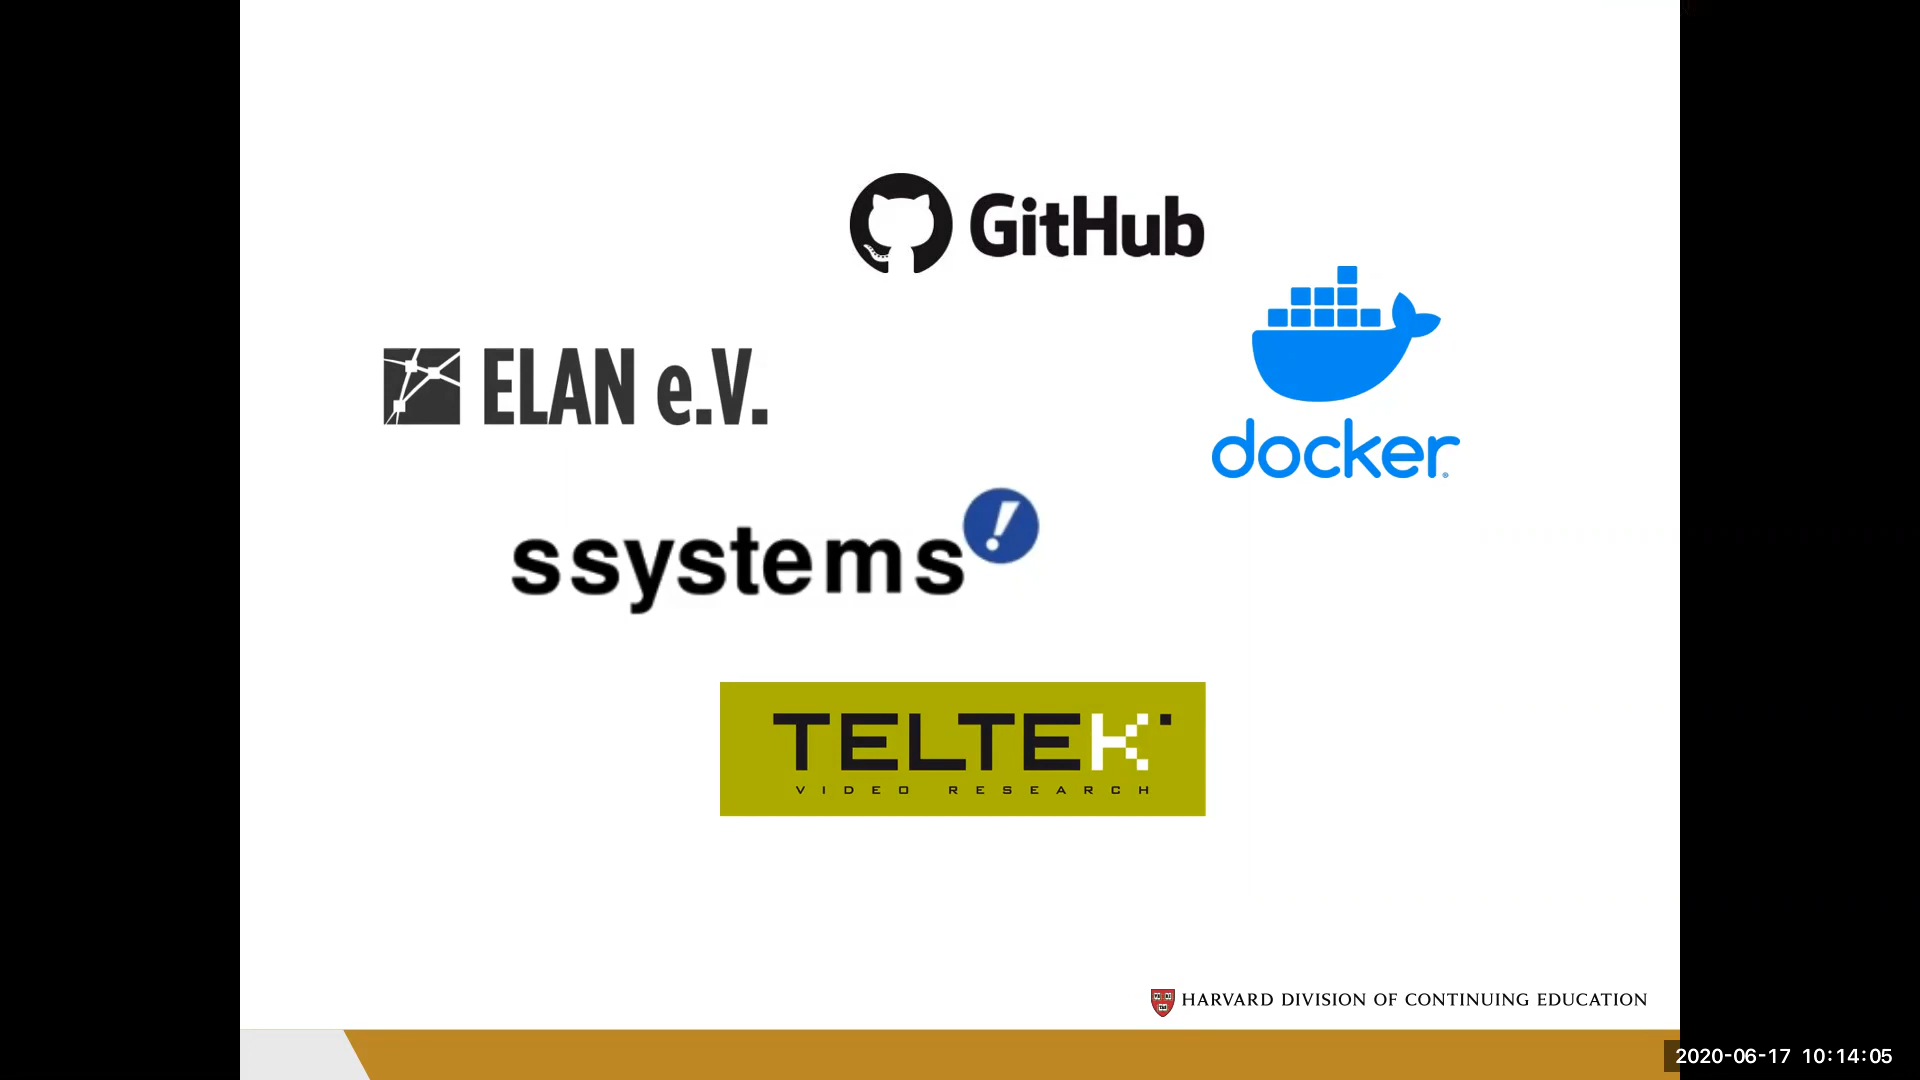 GitHub
ELAN e.V.
docker
ssystems!
TELTEK
VIDEO RESEARCH
HARVARD DIVISION OF CONTINUING EDUCATION
2020-06-17 10:14:05